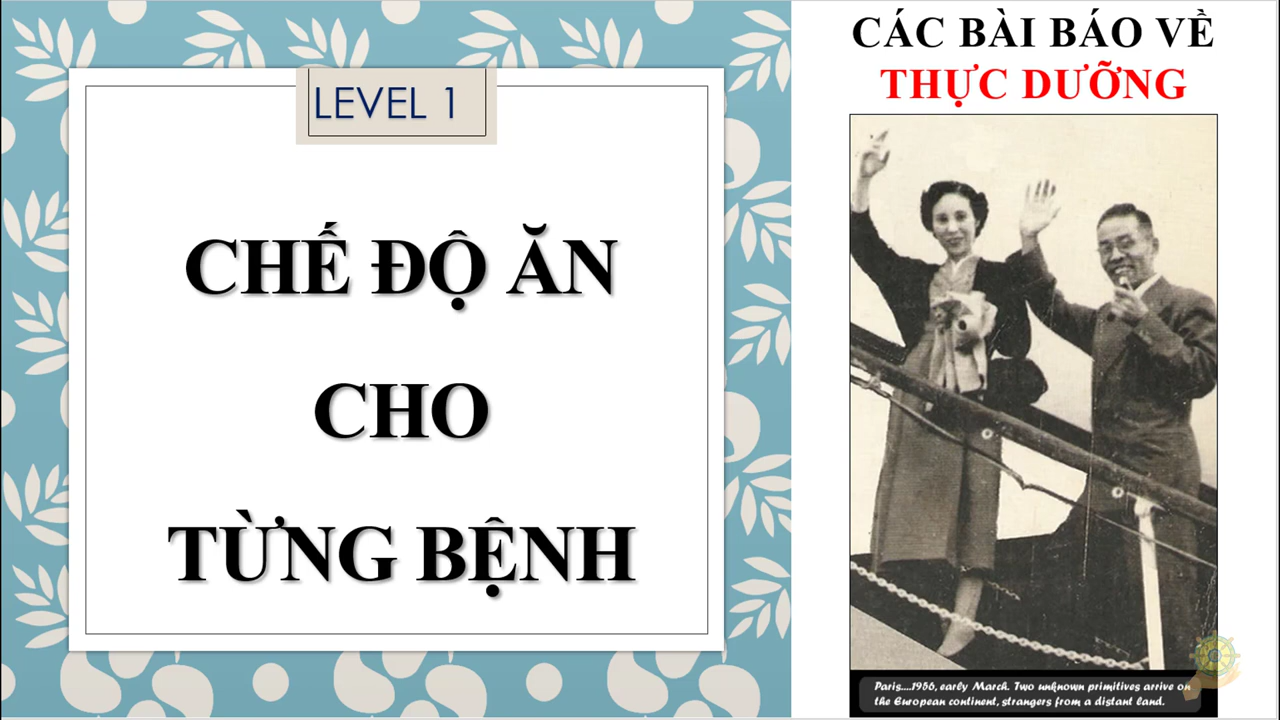 LEVEL 1
CHẾ ĐỘ ĂN
CHO
TỪNG BỆNH
CÁC BÀI BÁO VỀ
THỰC DƯỠNG
Paris....1956, early March. Two unknown primitives arrive on
the European continent, strangers from a distant land.